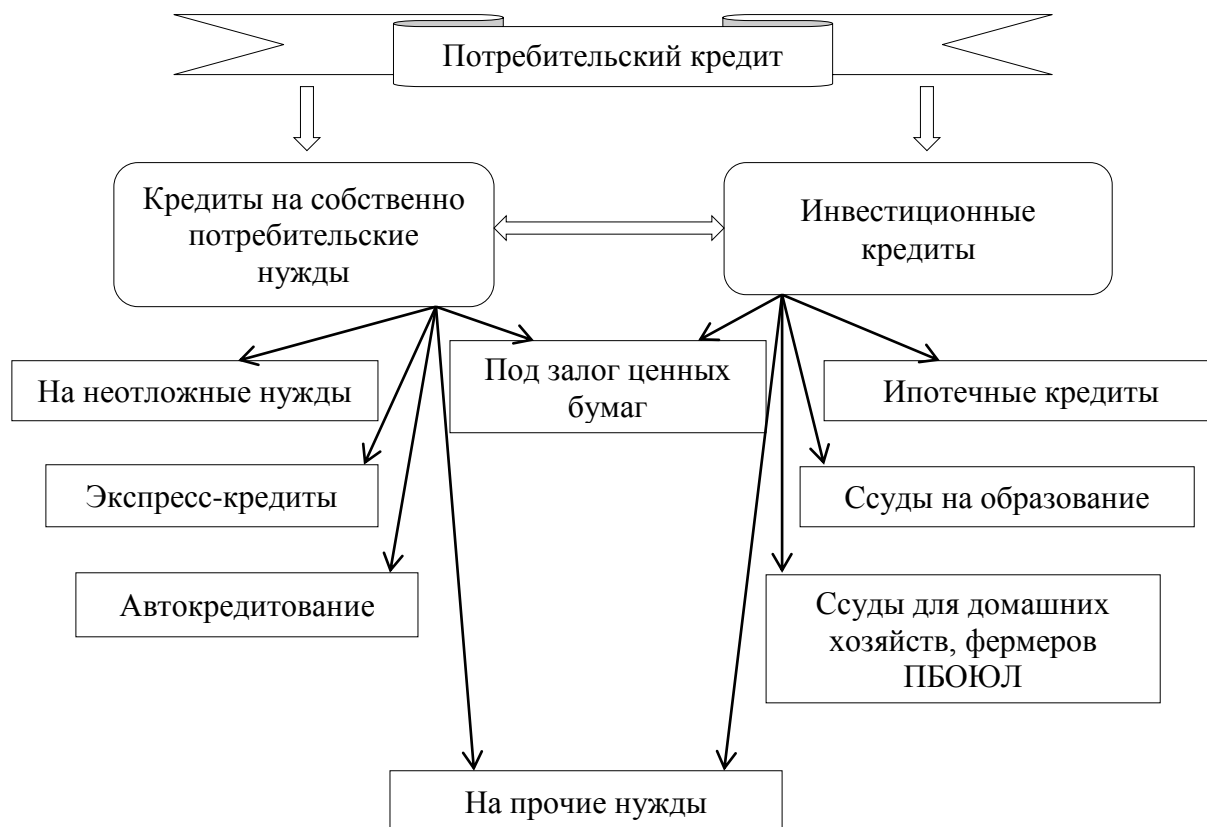 Потребительский кредит
Кредиты на собственно
потребительские
нужды
Инвестиционные
кредиты
На неотложные нужды
Под залог ценных
бумаг
Ипотечные кредиты
Экспресс-кредиты
Ссуды на образование
Автокредитование
Ссуды для домашних
хозяйств, фермеров
ПБОЮЛ
На прочие нужды